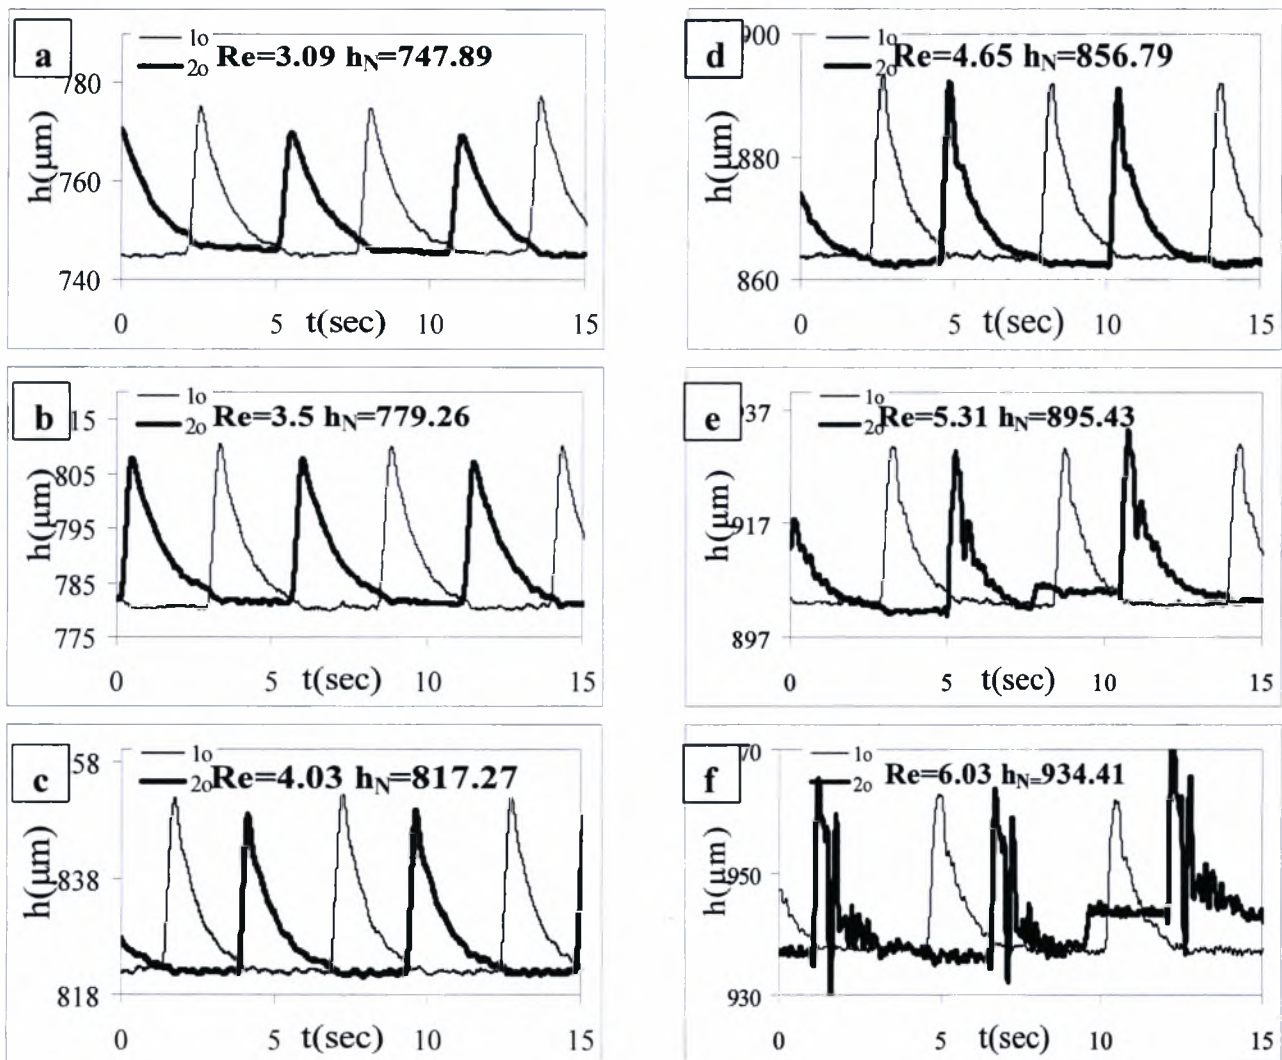 a
1o
2o
Re=3.09 hN=747.89
780
760
740
h(μm)
0 5 t(sec) 10 15
b
1o
2o
Re=3.5 hN=779.26
15
805
795
785
775
h(μm)
0 5 t(sec) 10 15
c
1o
2o
Re=4.03 hN=817.27
58
838
818
h(μm)
0 5 t(sec) 10 15
d
1o
2o
Re=4.65 hN=856.79
900
880
860
h(μm)
0 5 t(sec) 10 15
e
1o
2o
Re=5.31 hN=895.43
937
917
897
h(μm)
0 5 t(sec) 10 15
f
1o
2o
Re=6.03 hN=934.41
70
950
930
h(μm)
0 5 t(sec) 10 15